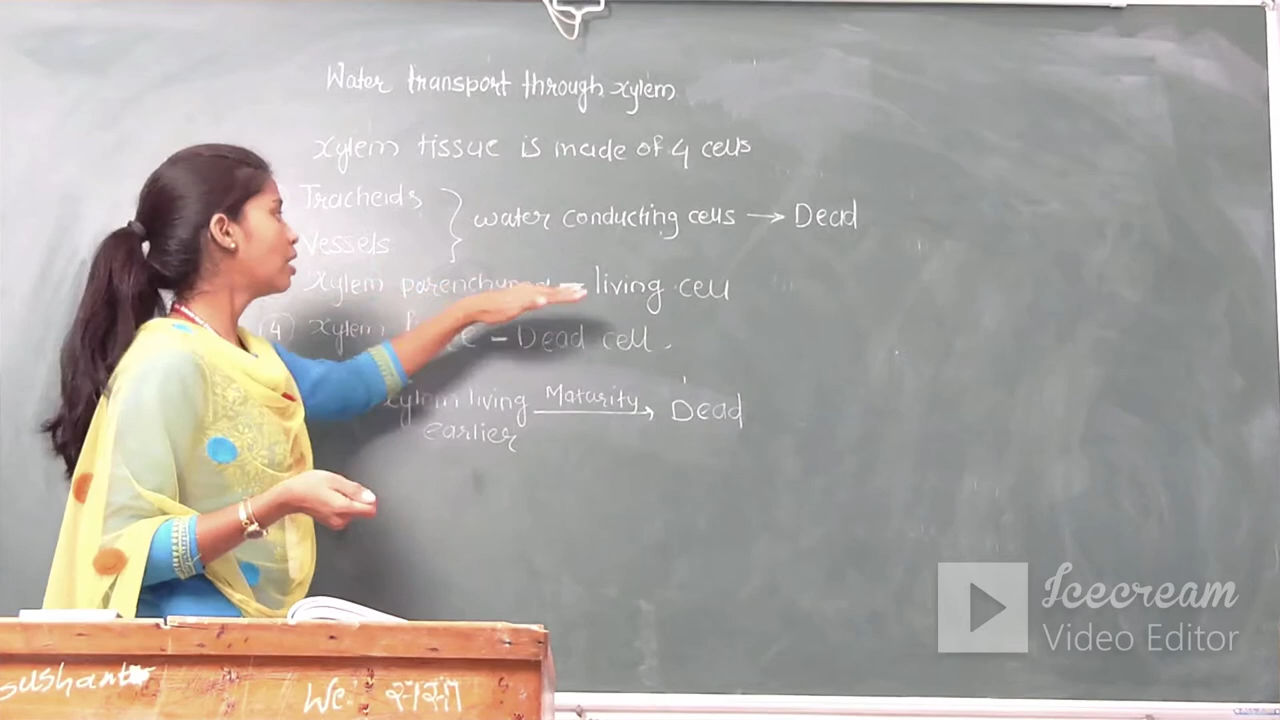 Water transport through xylem
Xylem tissue is made of 4 cells
Tracheids
Vessels
water conducting cells → Dead
Xylem parenchyma – living cell
(4) Xylem – Dead cell.
Xylem living earlier Maturity → Dead
Icecream
Video Editor
sushant
We